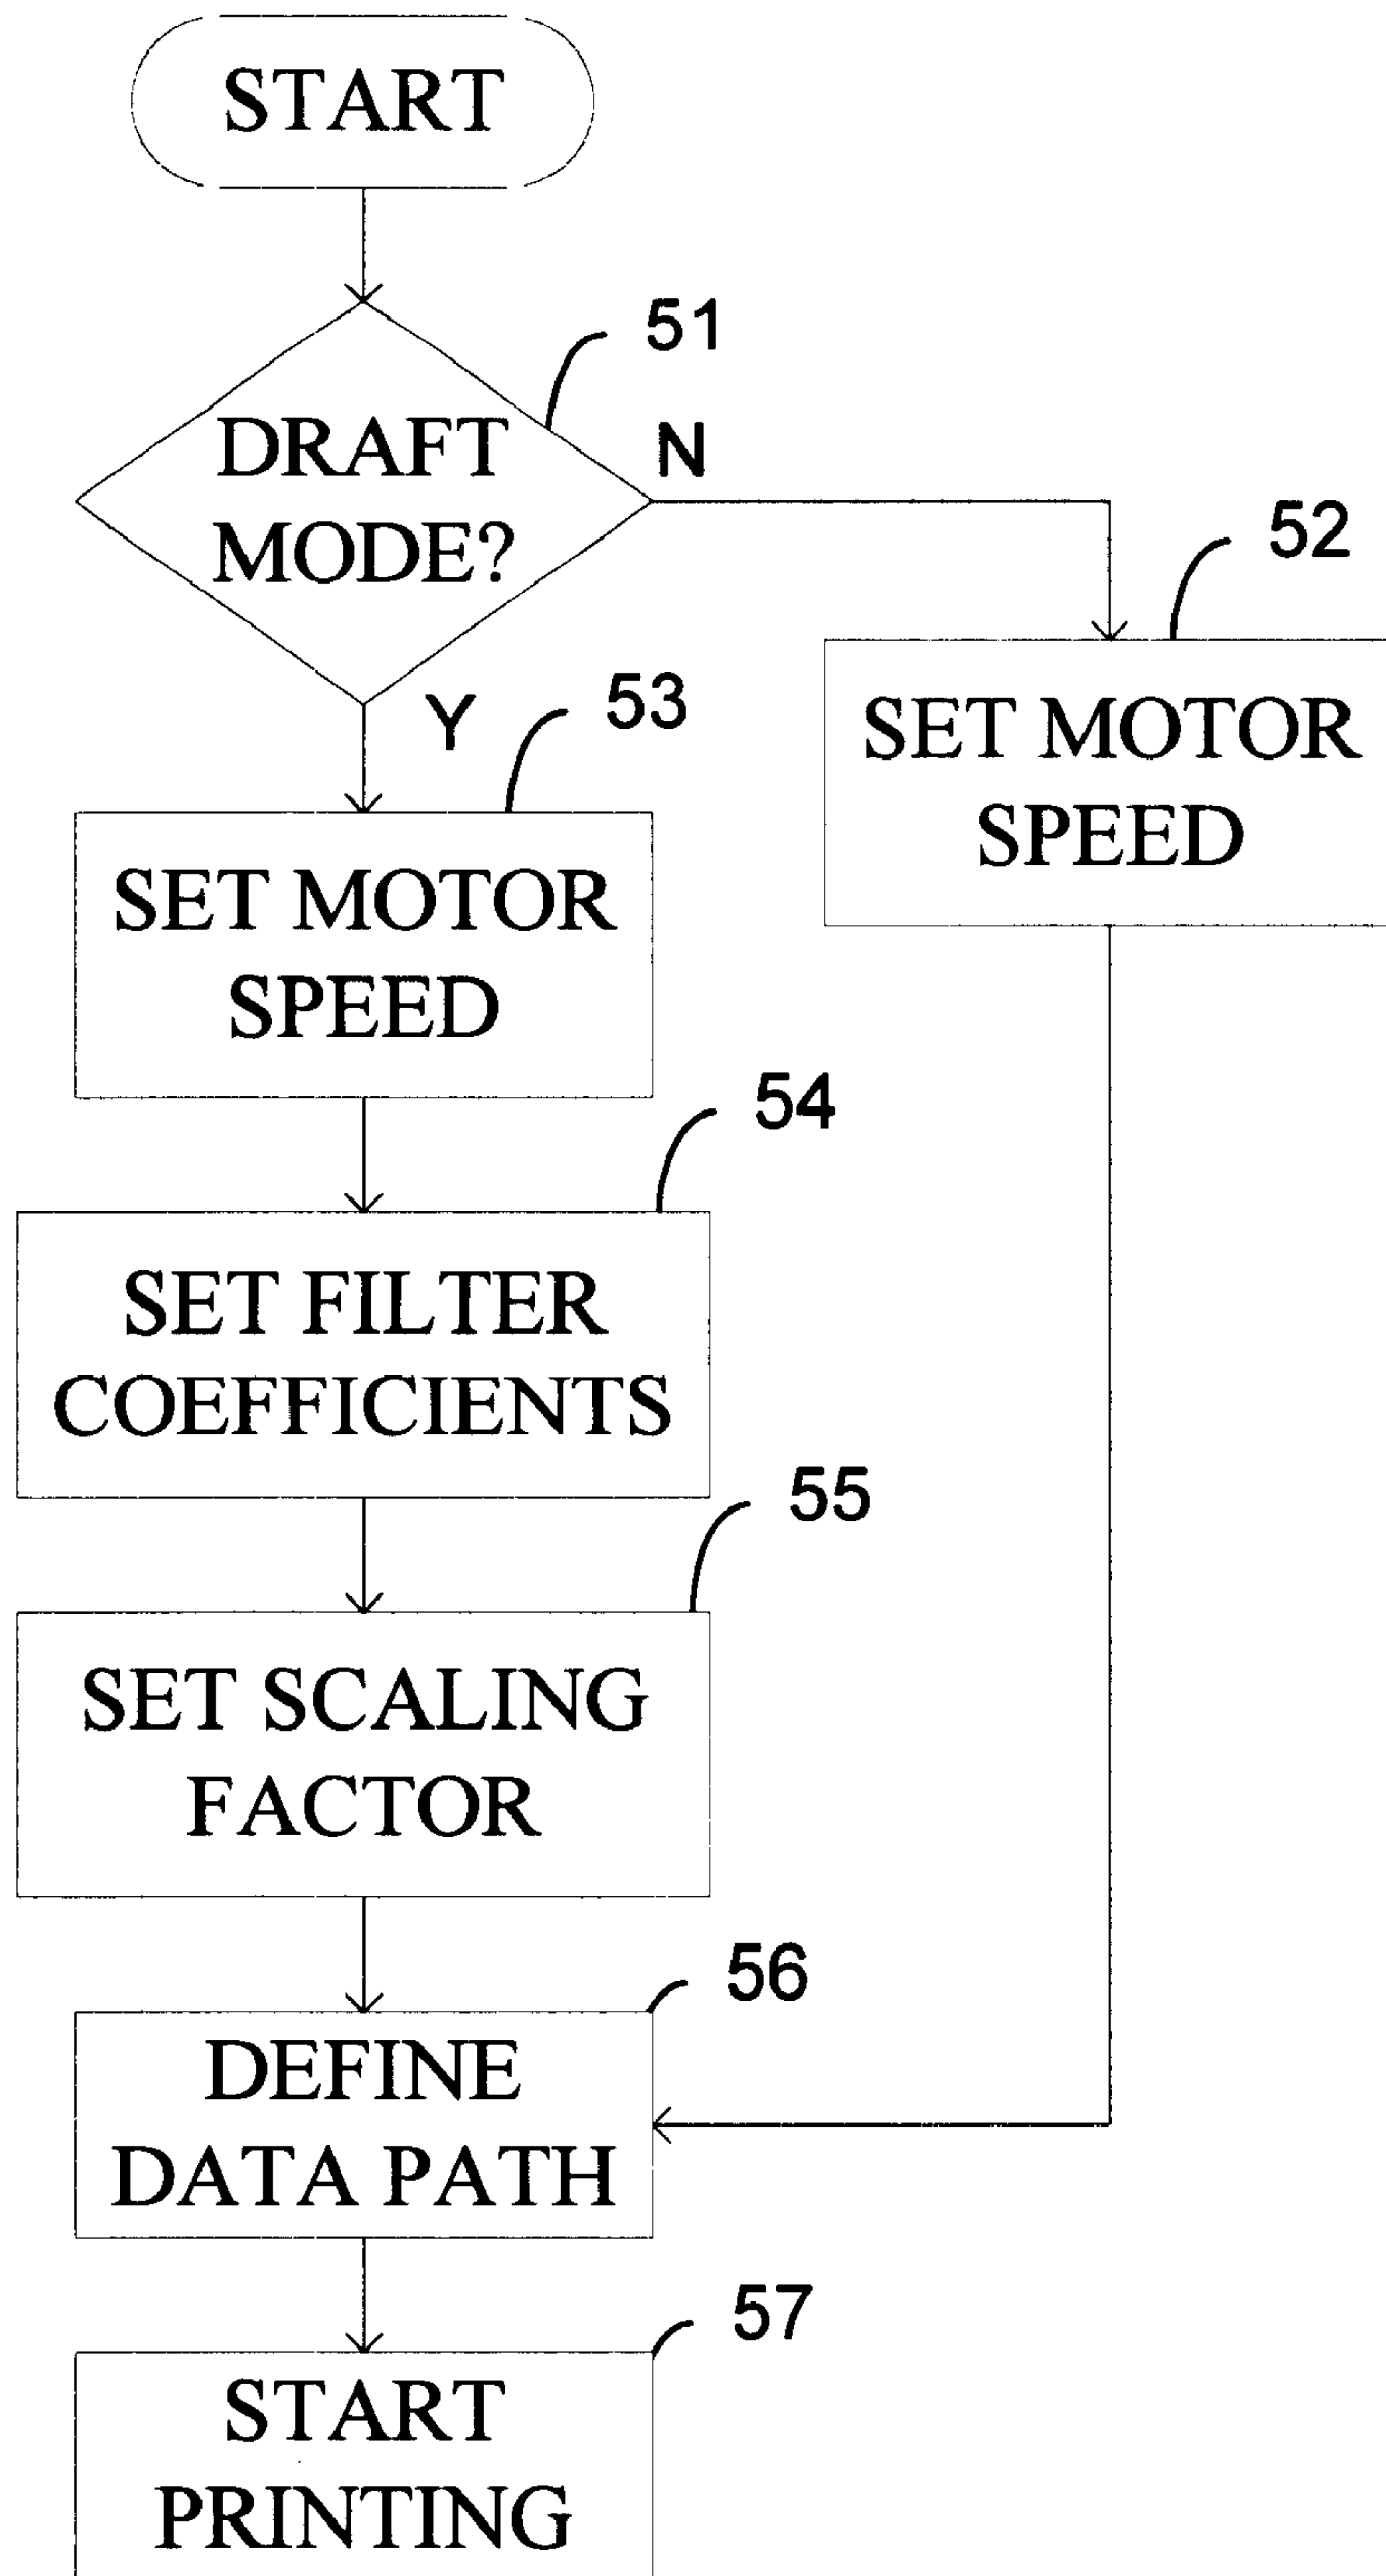 START
51
DRAFT
MODE?
N
52
SET MOTOR
SPEED
Y
53
SET MOTOR
SPEED
54
SET FILTER
COEFFICIENTS
55
SET SCALING
FACTOR
56
DEFINE
DATA PATH
57
START
PRINTING